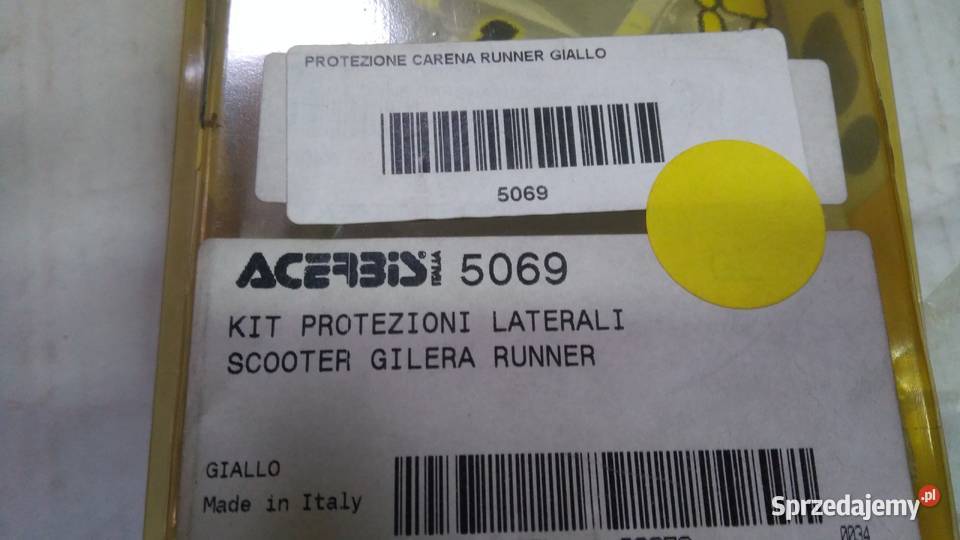 PROTEZIONE CARENA RUNNER GIALLO
5069
ACERBIS ITALIA 5069
KIT PROTEZIONI LATERALI
SCOOTER GILERA RUNNER
GIALLO
Made in Italy
0034
Sprzedajemy.pl